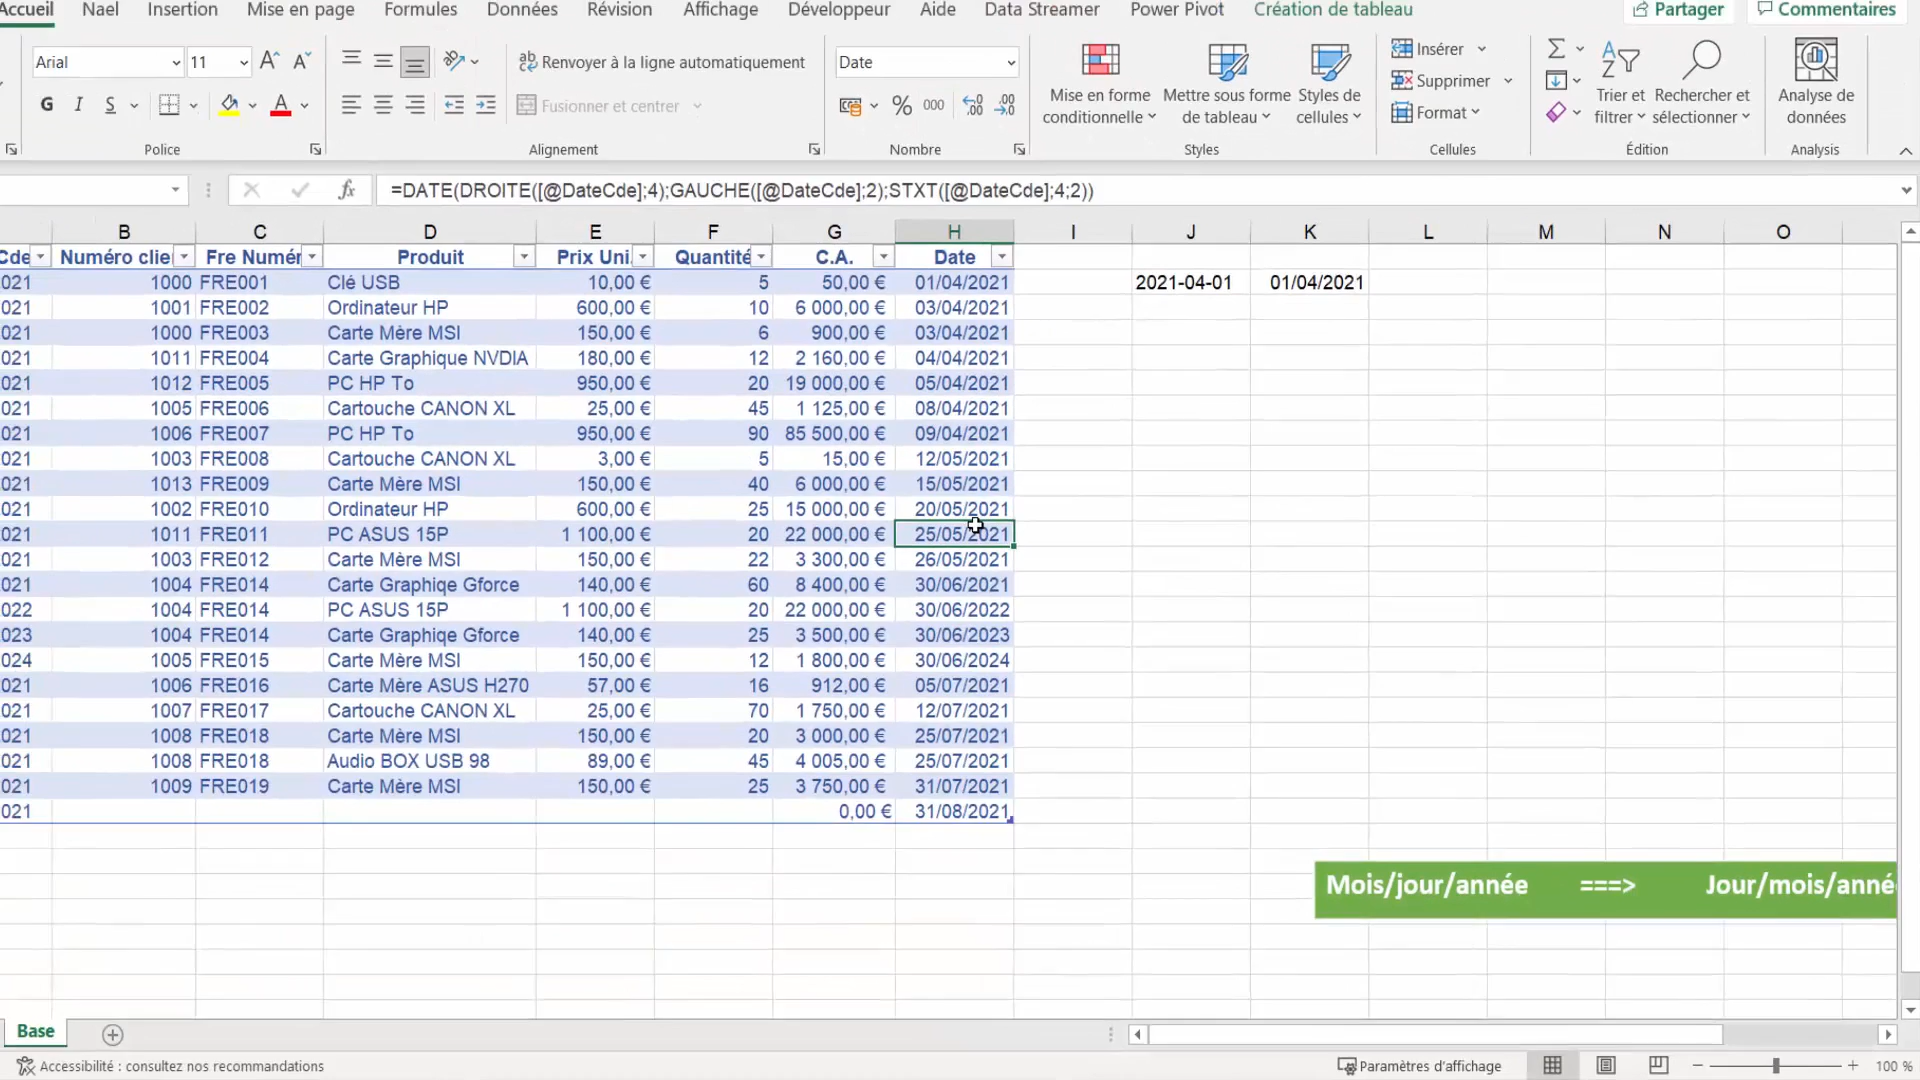 Accueil Nael Insertion Mise en page Formules Données Révision Affichage Développeur Aide Data Streamer Power Pivot Création de tableau Partager Commentaires
Arial 11 Renvoyer à la ligne automatiquement Date Insérer
Mise en forme conditionnelle Mettre sous forme de tableau Styles de cellules Supprimer Trier et filtrer Rechercher et sélectionner Analyse de données
G I S A Fusionner et centrer % 000 Format
Police Alignement Nombre Styles Cellules Édition Analysis
fx =DATE(DROITE([@DateCde];4);GAUCHE([@DateCde];2);STXT([@DateCde];4;2))
B C D E F G H I J K L M N O
Cde Numéro clie Fre Numér Produit Prix Uni. Quantité C.A. Date
021 1000 FRE001 Clé USB 10,00 € 5 50,00 € 01/04/2021 2021-04-01 01/04/2021
021 1001 FRE002 Ordinateur HP 600,00 € 10 6 000,00 € 03/04/2021
021 1000 FRE003 Carte Mère MSI 150,00 € 6 900,00 € 03/04/2021
021 1011 FRE004 Carte Graphique NVDIA 180,00 € 12 2 160,00 € 04/04/2021
021 1012 FRE005 PC HP To 950,00 € 20 19 000,00 € 05/04/2021
021 1005 FRE006 Cartouche CANON XL 25,00 € 45 1 125,00 € 08/04/2021
021 1006 FRE007 PC HP To 950,00 € 90 85 500,00 € 09/04/2021
021 1003 FRE008 Cartouche CANON XL 3,00 € 5 15,00 € 12/05/2021
021 1013 FRE009 Carte Mère MSI 150,00 € 40 6 000,00 € 15/05/2021
021 1002 FRE010 Ordinateur HP 600,00 € 25 15 000,00 € 20/05/2021
021 1011 FRE011 PC ASUS 15P 1 100,00 € 20 22 000,00 € 25/05/2021
021 1003 FRE012 Carte Mère MSI 150,00 € 22 3 300,00 € 26/05/2021
021 1004 FRE014 Carte Graphiqe Gforce 140,00 € 60 8 400,00 € 30/06/2021
022 1004 FRE014 PC ASUS 15P 1 100,00 € 20 22 000,00 € 30/06/2022
023 1004 FRE014 Carte Graphiqe Gforce 140,00 € 25 3 500,00 € 30/06/2023
024 1005 FRE015 Carte Mère MSI 150,00 € 12 1 800,00 € 30/06/2024
021 1006 FRE016 Carte Mère ASUS H270 57,00 € 16 912,00 € 05/07/2021
021 1007 FRE017 Cartouche CANON XL 25,00 € 70 1 750,00 € 12/07/2021
021 1008 FRE018 Carte Mère MSI 150,00 € 20 3 000,00 € 25/07/2021
021 1008 FRE018 Audio BOX USB 98 89,00 € 45 4 005,00 € 25/07/2021
021 1009 FRE019 Carte Mère MSI 150,00 € 25 3 750,00 € 31/07/2021
021 0,00 € 31/08/2021
Mois/jour/année ===> Jour/mois/anné
Base
Accessibilité : consultez nos recommandations Paramètres d'affichage 100 %